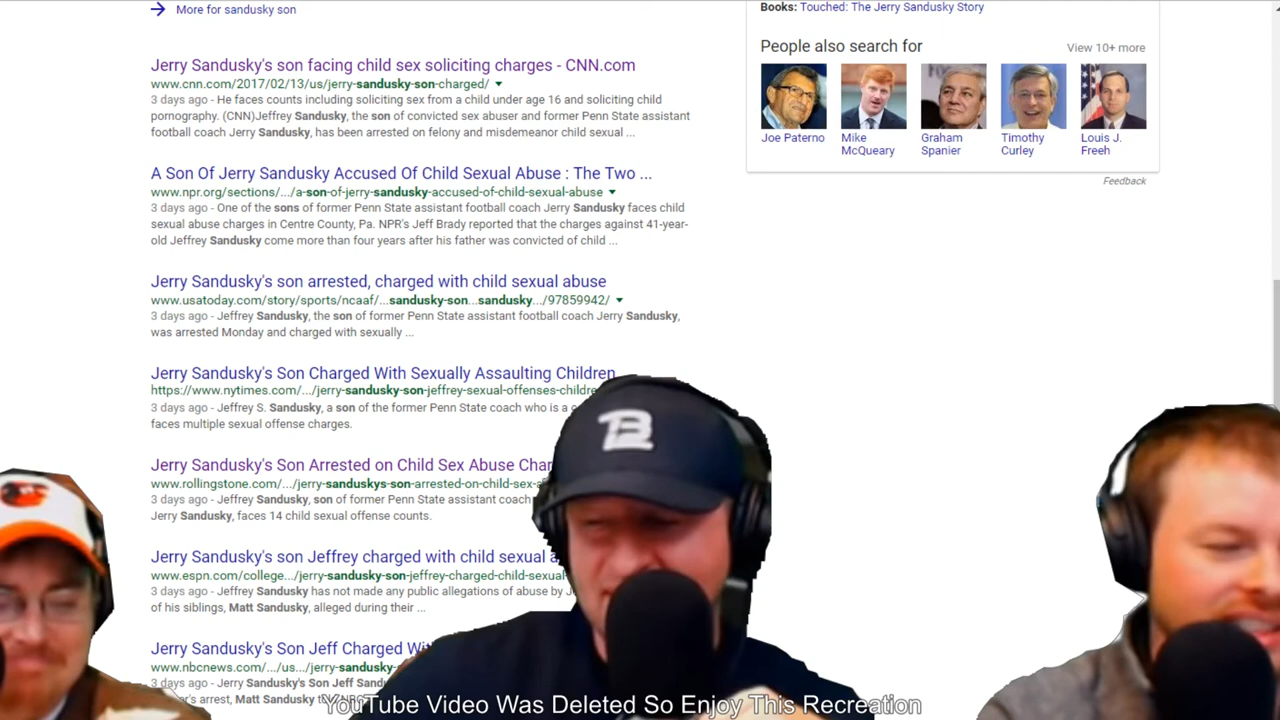 More for sandusky son
Jerry Sandusky's son facing child sex soliciting charges - CNN.com
www.cnn.com/2017/02/13/us/jerry-sandusky-son-charged/
3 days ago - He faces counts including soliciting sex from a child under age 16 and soliciting child
pornography. (CNN)Jeffrey Sandusky, the son of convicted sex abuser and former Penn State assistant
football coach Jerry Sandusky, has been arrested on felony and misdemeanor child sexual ...
A Son Of Jerry Sandusky Accused Of Child Sexual Abuse : The Two ...
www.npr.org/sections/.../a-son-of-jerry-sandusky-accused-of-child-sexual-abuse
3 days ago - One of the sons of former Penn State assistant football coach Jerry Sandusky faces child
sexual abuse charges in Centre County, Pa. NPR's Jeff Brady reported that the charges against 41-year-
old Jeffrey Sandusky come more than four years after his father was convicted of child ...
Jerry Sandusky's son arrested, charged with child sexual abuse
www.usatoday.com/story/sports/ncaaf/...sandusky-son...sandusky.../97859942/
3 days ago - Jeffrey Sandusky, the son of former Penn State assistant football coach Jerry Sandusky,
was arrested Monday and charged with sexually ...
Jerry Sandusky's Son Charged With Sexually Assaulting Children
https://www.nytimes.com/.../jerry-sandusky-son-jeffrey-sexual-offenses-childre
3 days ago - Jeffrey S. Sandusky, a son of the former Penn State coach who is a
faces multiple sexual offense charges.
Jerry Sandusky's Son Arrested on Child Sex Abuse Char
www.rollingstone.com/.../jerry-sanduskys-son-arrested-on-child-sex-a
3 days ago - Jeffrey Sandusky, son of former Penn State assistant coach
Jerry Sandusky, faces 14 child sexual offense counts.
Jerry Sandusky's son Jeffrey charged with child sexual a
www.espn.com/college.../jerry-sandusky-son-jeffrey-charged-child-sexual-
3 days ago - Jeffrey Sandusky has not made any public allegations of abuse by J
of his siblings, Matt Sandusky, alleged during their ...
Jerry Sandusky's Son Jeff Charged Wit
www.nbcnews.com/.../us.../jerry-sandusky-
3 days ago - Jerry Sandusky's Son Jeff Sand
r's arrest, Matt Sandusky
Books: Touched: The Jerry Sandusky Story
People also search for
View 10+ more
Joe Paterno
Mike
McQueary
Graham
Spanier
Timothy
Curley
Louis J.
Freeh
Feedback
YouTube Video Was Deleted So Enjoy This Recreation